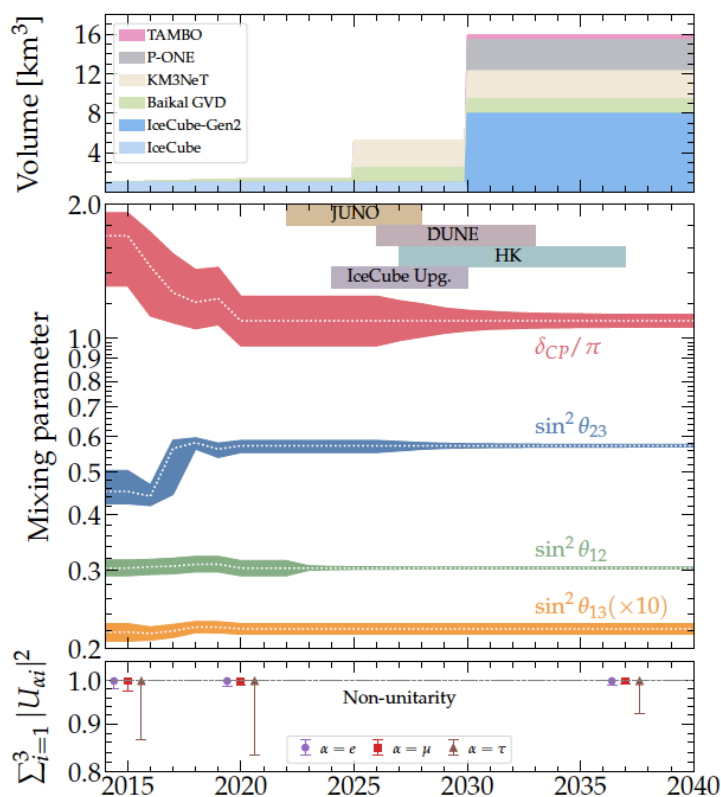 Volume [km³]
16
12
8
4
TAMBO
P-ONE
KM3NeT
Baikal GVD
IceCube-Gen2
IceCube
Mixing parameter
2.0
1.0
0.9
0.8
0.7
0.6
0.5
0.4
0.3
0.2
JUNO
DUNE
HK
IceCube Upg.
δCP/π
sin² θ23
sin² θ12
sin² θ13(×10)
∑³i=1 |Uαi|²
1.0
0.9
0.8
Non-unitarity
α = e α = μ α = τ
2015 2020 2025 2030 2035 2040